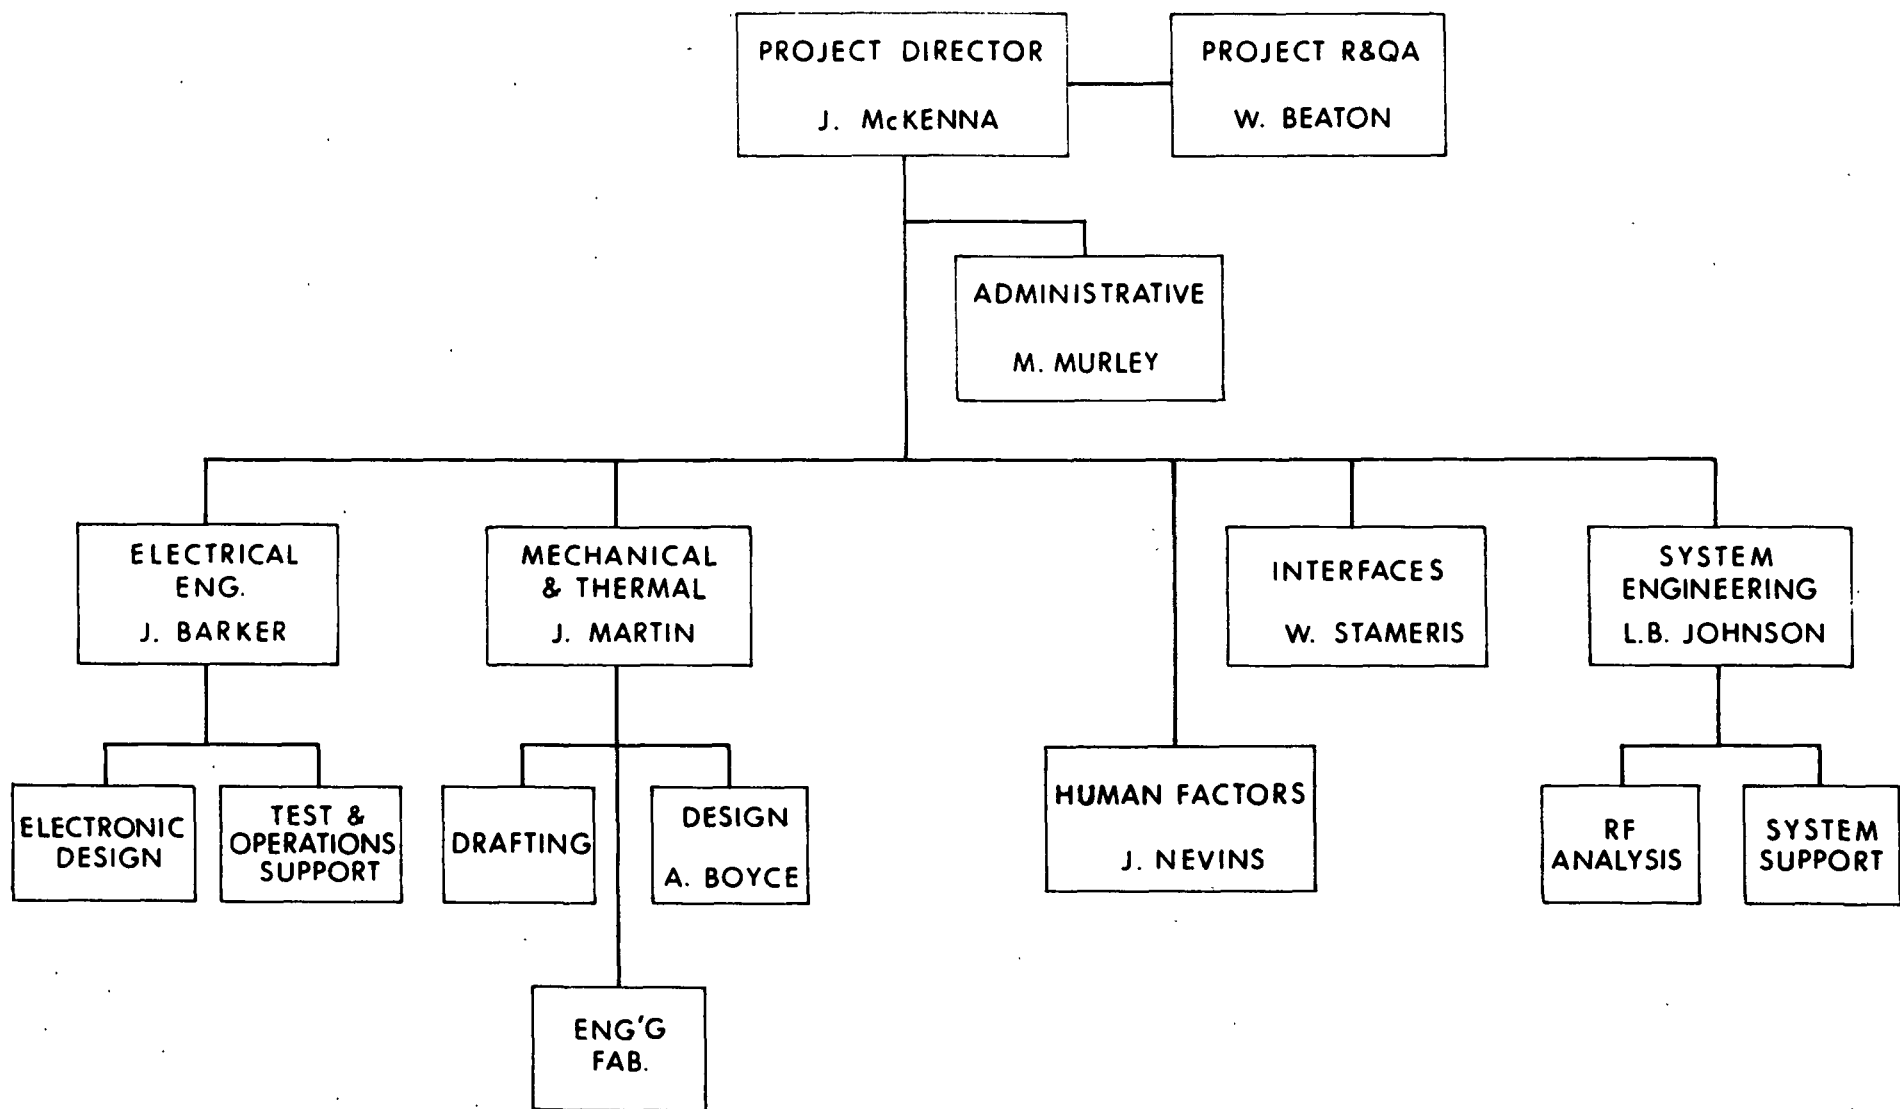 PROJECT DIRECTOR
J. McKENNA
PROJECT R&QA
W. BEATON
ADMINISTRATIVE
M. MURLEY
ELECTRICAL
ENG.
J. BARKER
MECHANICAL
& THERMAL
J. MARTIN
INTERFACES
W. STAMERIS
SYSTEM
ENGINEERING
L.B. JOHNSON
ELECTRONIC
DESIGN
TEST &
OPERATIONS
SUPPORT
DRAFTING
DESIGN
A. BOYCE
HUMAN FACTORS
J. NEVINS
RF
ANALYSIS
SYSTEM
SUPPORT
ENG'G
FAB.